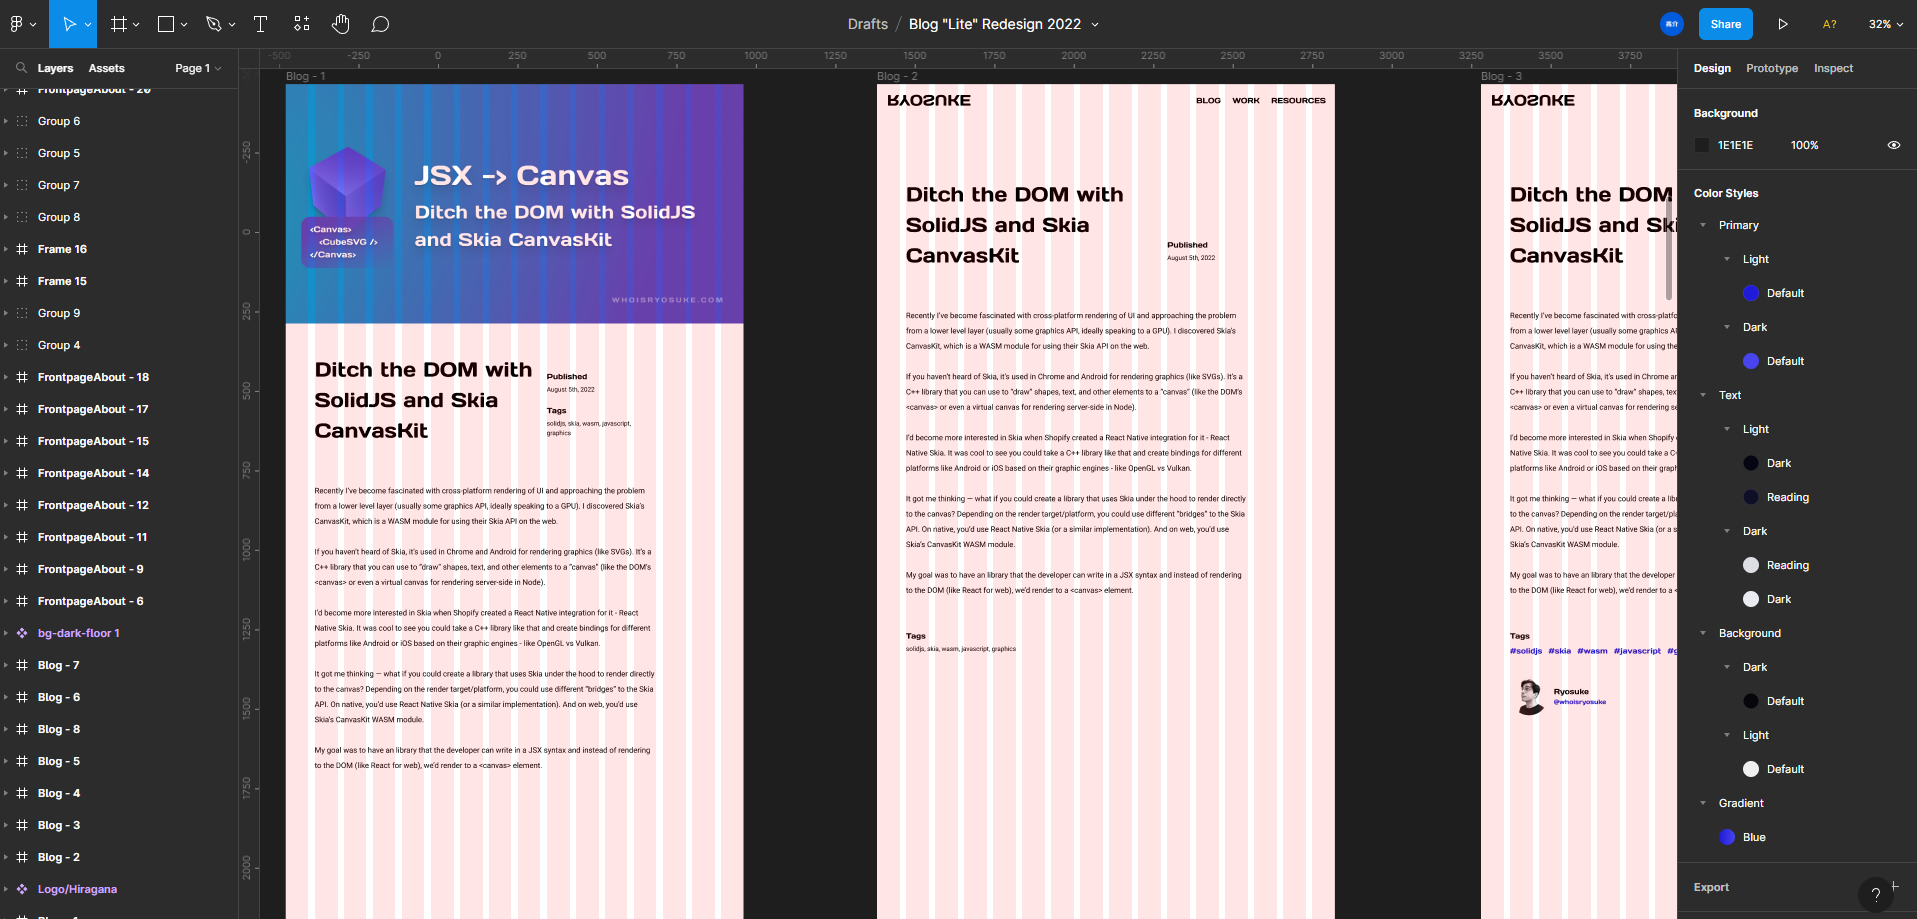 Drafts / Blog "Lite" Redesign 2022
Share
A?
32%
Layers
Assets
Page 1
FrontpageAbout - 20
Group 6
Group 5
Group 7
Group 8
Frame 16
Frame 15
Group 9
Group 4
FrontpageAbout - 18
FrontpageAbout - 17
FrontpageAbout - 15
FrontpageAbout - 14
FrontpageAbout - 12
FrontpageAbout - 11
FrontpageAbout - 9
FrontpageAbout - 6
bg-dark-floor 1
Blog - 7
Blog - 6
Blog - 8
Blog - 5
Blog - 4
Blog - 3
Blog - 2
Logo/Hiragana
-500 -250 0 250 500 750 1000 1250 1500 1750 2000 2250 2500 2750 3000 3250 3500 3750
-250
0
250
500
750
1000
1250
1500
1750
2000
Blog - 1
JSX -> Canvas
Ditch the DOM with SolidJS
and Skia CanvasKit
<Canvas>
<CubeSVG />
</Canvas>
WHOISRYOSUKE.COM
Ditch the DOM with
SolidJS and Skia
CanvasKit
Published
August 5th, 2022
Tags
solidjs, skia, wasm, javascript,
graphics
Recently I've become fascinated with cross-platform rendering of UI and approaching the problem
from a lower level layer (usually some graphics API, ideally speaking to a GPU). I discovered Skia's
CanvasKit, which is a WASM module for using their Skia API on the web.
If you haven't heard of Skia, it's used in Chrome and Android for rendering graphics (like SVGs). It's a
C++ library that you can use to "draw" shapes, text, and other elements to a "canvas" (like the DOM's
<canvas> or even a virtual canvas for rendering server-side in Node).
I'd become more interested in Skia when Shopify created a React Native integration for it - React
Native Skia. It was cool to see you could take a C++ library like that and create bindings for different
platforms like Android or iOS based on their graphic engines - like OpenGL vs Vulkan.
It got me thinking — what if you could create a library that uses Skia under the hood to render directly
to the canvas? Depending on the render target/platform, you could use different "bridges" to the Skia
API. On native, you'd use React Native Skia (or a similar implementation). And on web, you'd use
Skia's CanvasKit WASM module.
My goal was to have an library that the developer can write in a JSX syntax and instead of rendering
to the DOM (like React for web), we'd render to a <canvas> element.
Blog - 2
RYOSUKE
BLOG WORK RESOURCES
Ditch the DOM with
SolidJS and Skia
CanvasKit
Published
August 5th, 2022
Recently I've become fascinated with cross-platform rendering of UI and approaching the problem
from a lower level layer (usually some graphics API, ideally speaking to a GPU). I discovered Skia's
CanvasKit, which is a WASM module for using their Skia API on the web.
If you haven't heard of Skia, it's used in Chrome and Android for rendering graphics (like SVGs). It's a
C++ library that you can use to "draw" shapes, text, and other elements to a "canvas" (like the DOM's
<canvas> or even a virtual canvas for rendering server-side in Node).
I'd become more interested in Skia when Shopify created a React Native integration for it - React
Native Skia. It was cool to see you could take a C++ library like that and create bindings for different
platforms like Android or iOS based on their graphic engines - like OpenGL vs Vulkan.
It got me thinking — what if you could create a library that uses Skia under the hood to render directly
to the canvas? Depending on the render target/platform, you could use different "bridges" to the Skia
API. On native, you'd use React Native Skia (or a similar implementation). And on web, you'd use
Skia's CanvasKit WASM module.
My goal was to have an library that the developer can write in a JSX syntax and instead of rendering
to the DOM (like React for web), we'd render to a <canvas> element.
Tags
solidjs, skia, wasm, javascript, graphics
Blog - 3
RYOSUKE
Ditch the DOM
SolidJS and Ski
CanvasKit
Recently I've become fascinated with cross-platfo
from a lower level layer (usually some graphics A
CanvasKit, which is a WASM module for using the
If you haven't heard of Skia, it's used in Chrome a
C++ library that you can use to "draw" shapes, tex
<canvas> or even a virtual canvas for rendering se
I'd become more interested in Skia when Shopify
Native Skia. It was cool to see you could take a C
platforms like Android or iOS based on their grap
It got me thinking — what if you could create a lib
to the canvas? Depending on the render target/pl
API. On native, you'd use React Native Skia (or a s
Skia's CanvasKit WASM module.
My goal was to have an library that the developer
to the DOM (like React for web), we'd render to a <
Tags
#solidjs #skia #wasm #javascript #g
Ryosuke
@whoisryosuke
Design
Prototype
Inspect
Background
1E1E1E
100%
Color Styles
Primary
Light
Default
Dark
Default
Text
Light
Dark
Reading
Dark
Reading
Dark
Background
Dark
Default
Light
Default
Gradient
Blue
Export
?